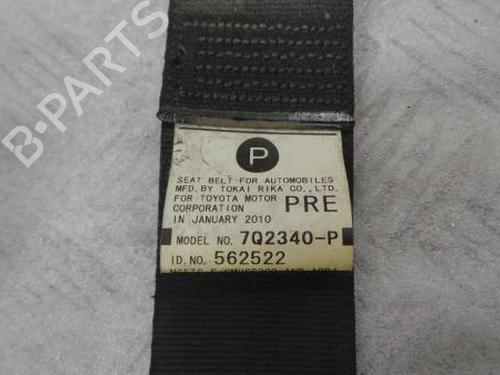 B-PARTS
P
SEAT BELT FOR AUTOMOBILES
MFD. BY TOKAI RIKA CO., LTD.
FOR TOYOTA MOTOR
CORPORATION PRE
IN JANUARY 2010
MODEL NO. 7Q2340-P
ID. NO. 562522